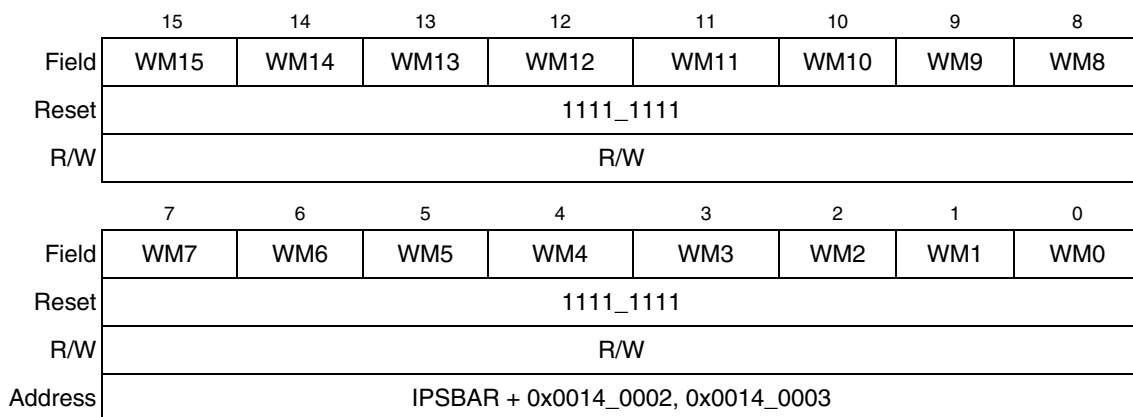 15 14 13 12 11 10 9 8
Field WM15 WM14 WM13 WM12 WM11 WM10 WM9 WM8
Reset 1111_1111
R/W R/W
7 6 5 4 3 2 1 0
Field WM7 WM6 WM5 WM4 WM3 WM2 WM1 WM0
Reset 1111_1111
R/W R/W
Address IPSBAR + 0x0014_0002, 0x0014_0003